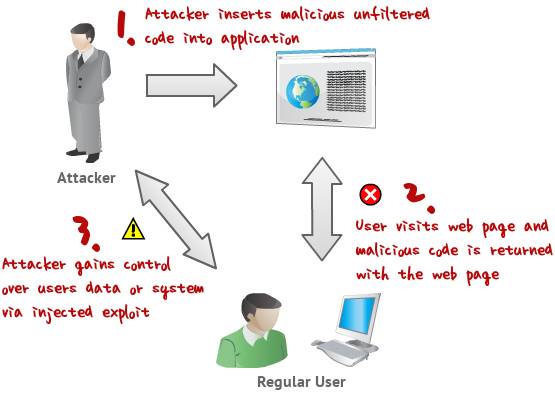 1. Attacker inserts malicious unfiltered
code into application
Attacker
2.
User visits web page and
malicious code is returned
with the web page
3.
Attacker gains control
over users data or system
via injected exploit
Regular User